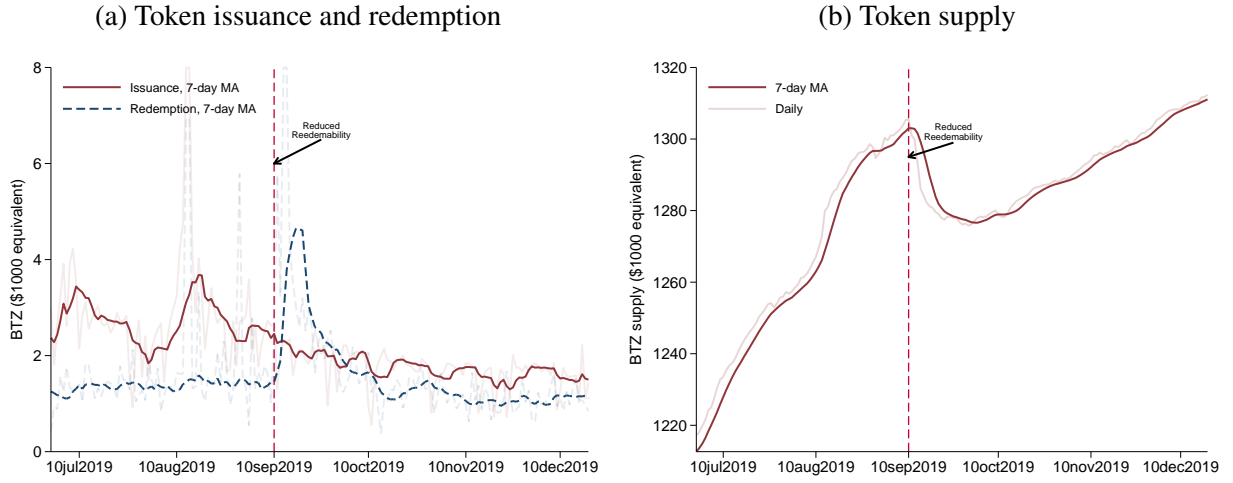 (a) Token issuance and redemption
BTZ ($1000 equivalent)
8
6
4
2
0
Issuance, 7-day MA
Redemption, 7-day MA
Reduced
Reedemability
10jul2019
10aug2019
10sep2019
10oct2019
10nov2019
10dec2019
(b) Token supply
BTZ supply ($1000 equivalent)
1320
1300
1280
1260
1240
1220
7-day MA
Daily
Reduced
Reedemability
10jul2019
10aug2019
10sep2019
10oct2019
10nov2019
10dec2019